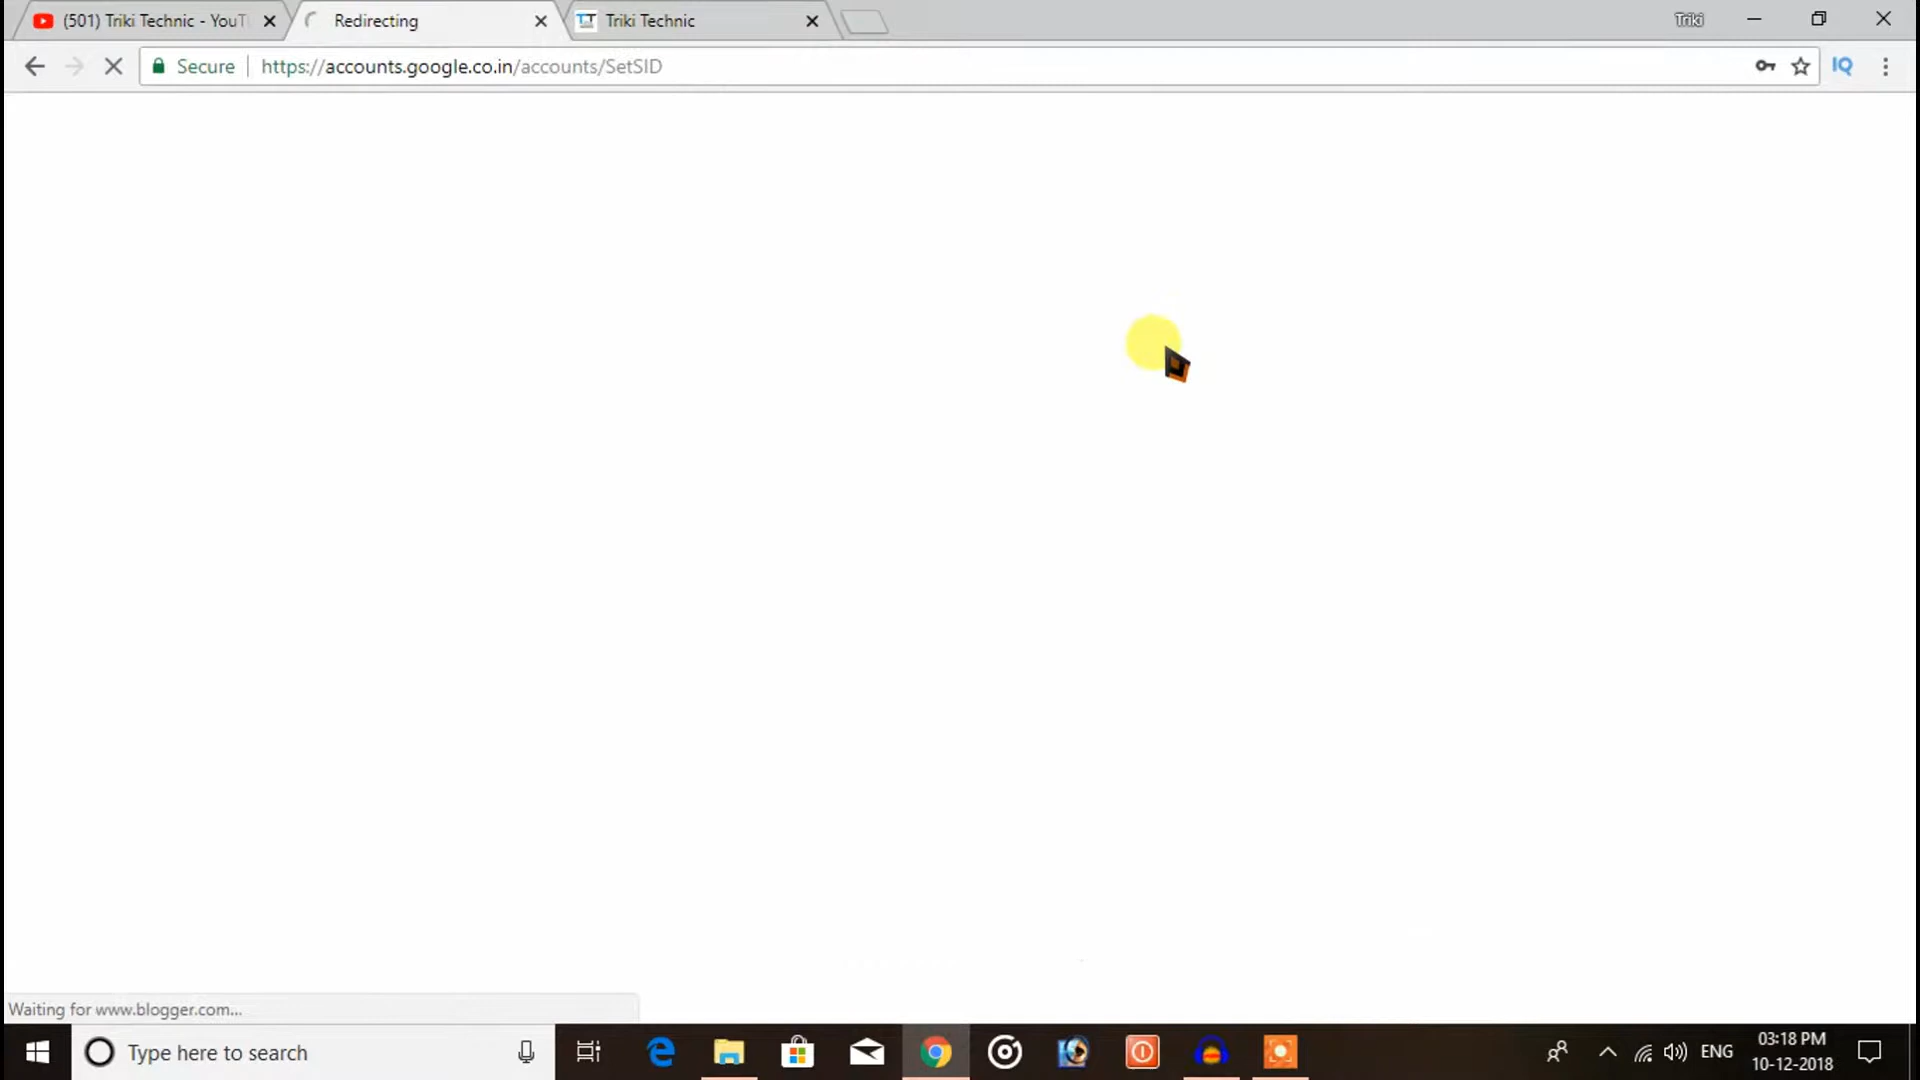 (501) Triki Technic - YouT
Redirecting
Triki Technic
Triki
Secure
https://accounts.google.co.in/accounts/SetSID
IQ
Waiting for www.blogger.com...
Type here to search
ENG
03:18 PM
10-12-2018